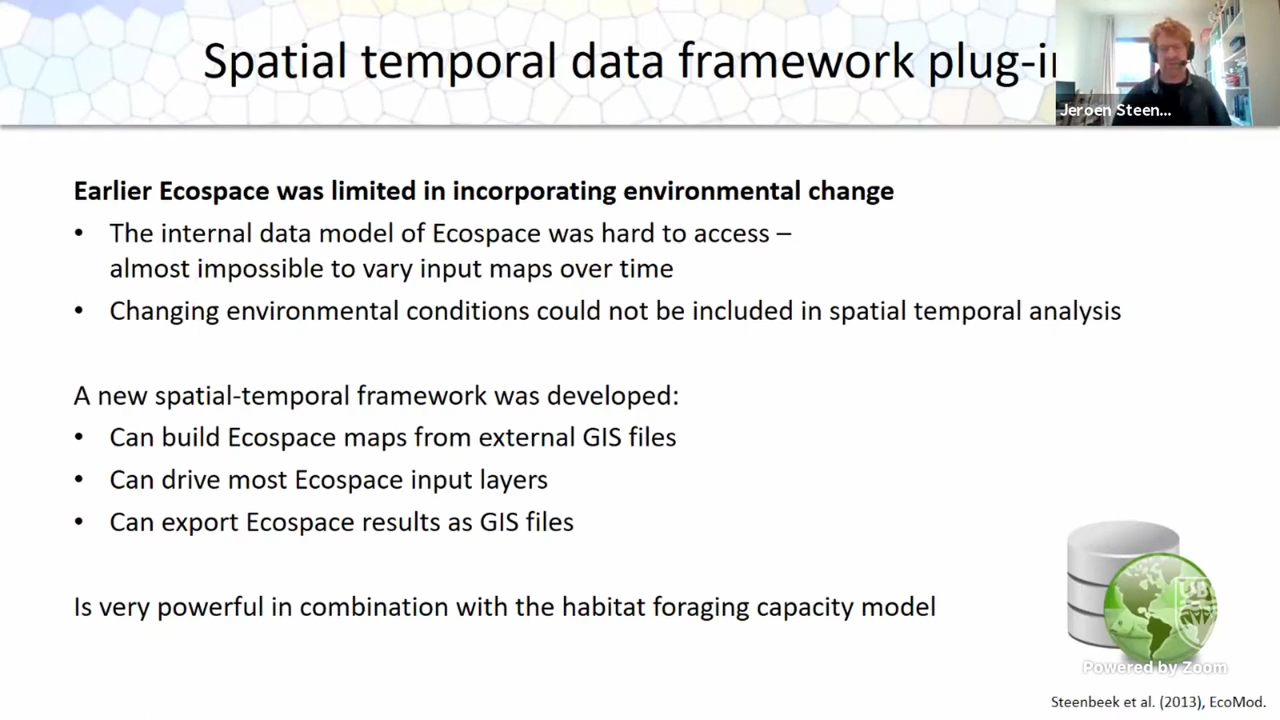 Spatial temporal data framework plug-i
Jeroen Steen...
Earlier Ecospace was limited in incorporating environmental change
• The internal data model of Ecospace was hard to access –
almost impossible to vary input maps over time
• Changing environmental conditions could not be included in spatial temporal analysis
A new spatial-temporal framework was developed:
• Can build Ecospace maps from external GIS files
• Can drive most Ecospace input layers
• Can export Ecospace results as GIS files
Is very powerful in combination with the habitat foraging capacity model
UBC
Powered by Zoom
Steenbeek et al. (2013), EcoMod.